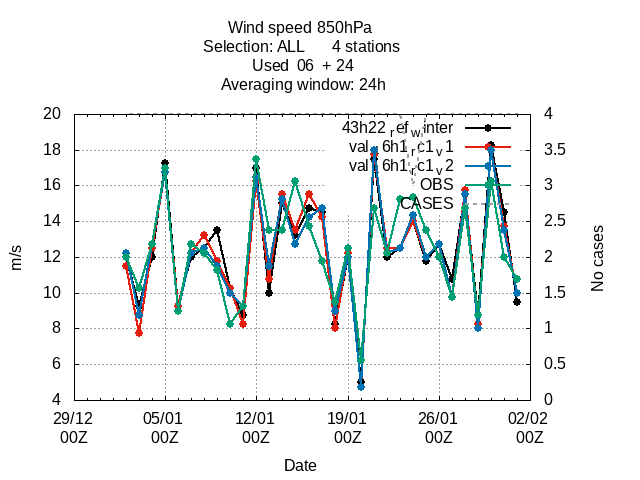 Wind speed 850hPa
Selection: ALL 4 stations
Used 06 + 24
Averaging window: 24h
20 4
18 3.5
16 3
14 2.5
12 2
10 1.5
8 1
6 0.5
4 0
43h22_ref_winter
val_6h1_rc1_v1
val_6h1_rc1_v2
OBS
CASES
m/s
No cases
29/12 05/01 12/01 19/01 26/01 02/02
00Z 00Z 00Z 00Z 00Z 00Z
Date